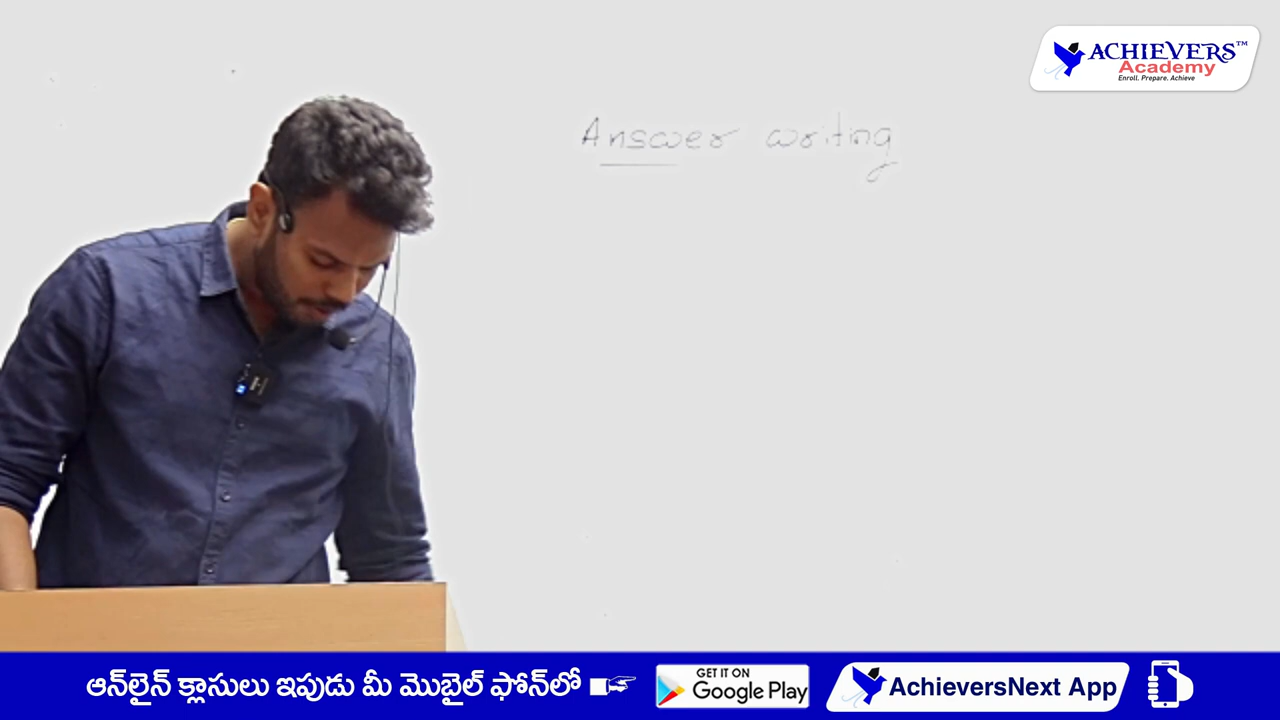 ACHIEVERS™
Academy
Enroll. Prepare. Achieve
Answer writing
ఆన్‌లైన్ క్లాసులు ఇపుడు మీ మొబైల్ ఫోన్‌లో
GET IT ON
Google Play
AchieversNext App